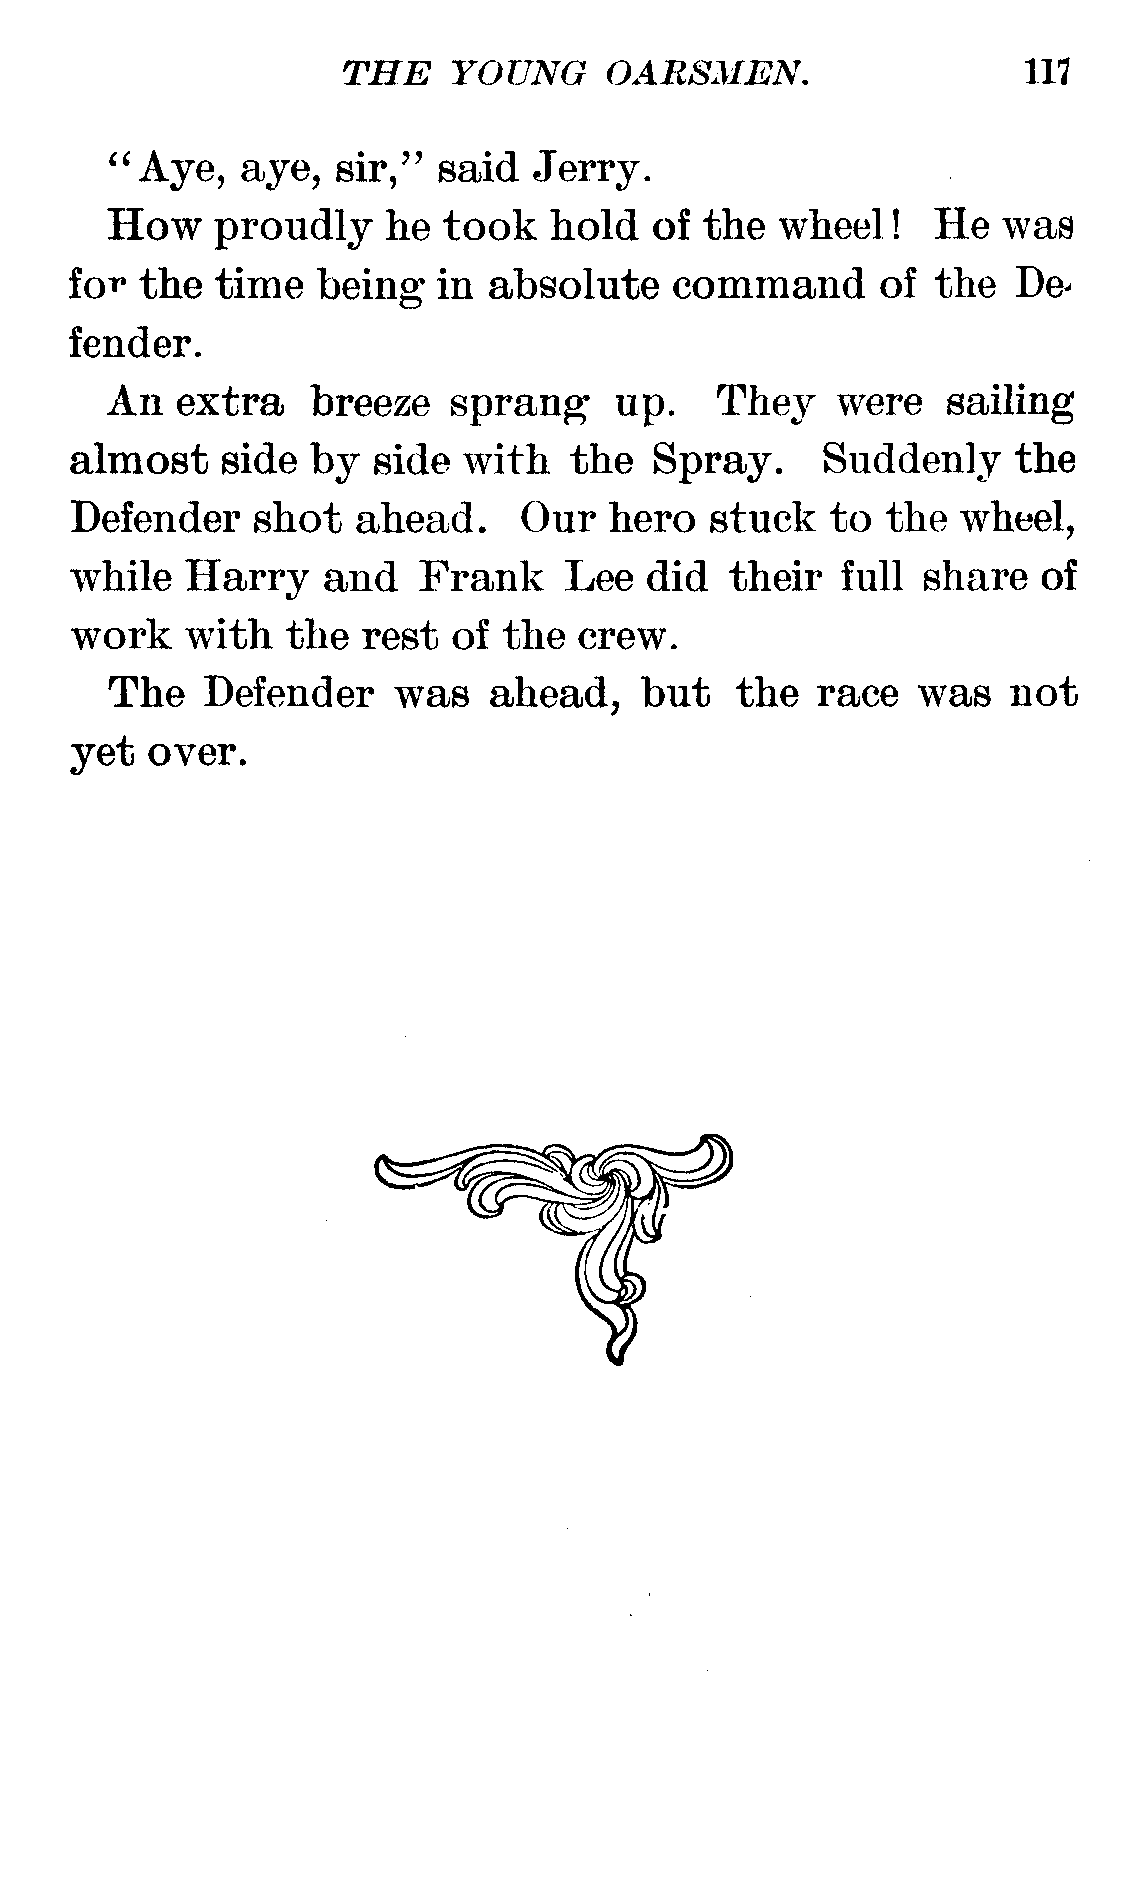 THE YOUNG OARSMEN. 117
"Aye, aye, sir," said Jerry.
How proudly he took hold of the wheel! He was
for the time being in absolute command of the De-
fender.
An extra breeze sprang up. They were sailing
almost side by side with the Spray. Suddenly the
Defender shot ahead. Our hero stuck to the wheel,
while Harry and Frank Lee did their full share of
work with the rest of the crew.
The Defender was ahead, but the race was not
yet over.